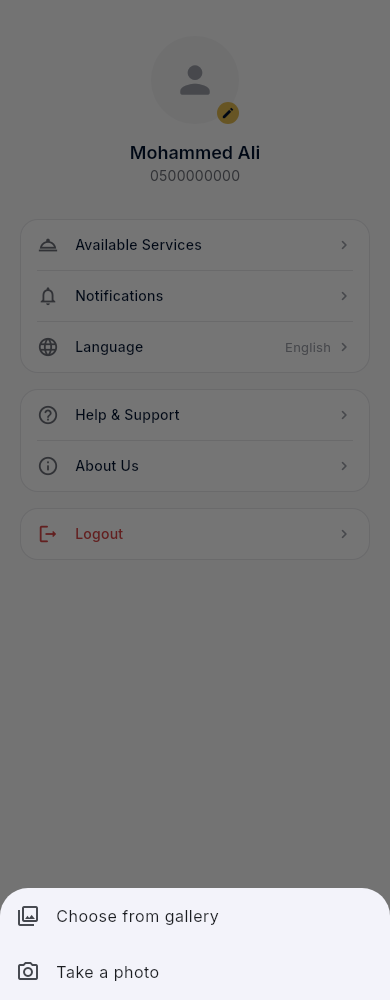 Mohammed Ali
0500000000
Available Services
Notifications
Language English
Help & Support
About Us
Logout
Choose from gallery
Take a photo